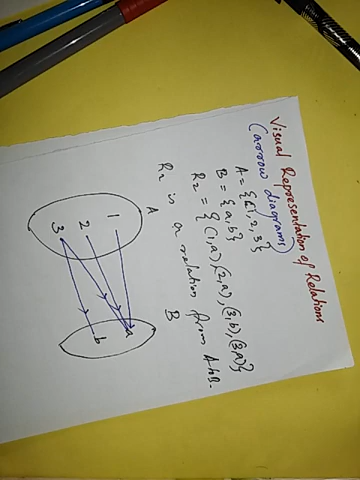 Visual Representation of Relations
(arrow diagrams)
A = {1, 2, 3}
B = {a, b}
R₂ = {(1,a), (2,a), (3,b), (3,a)}
R₂ is a relation from A to B.
A
B
1
2
3
a
b